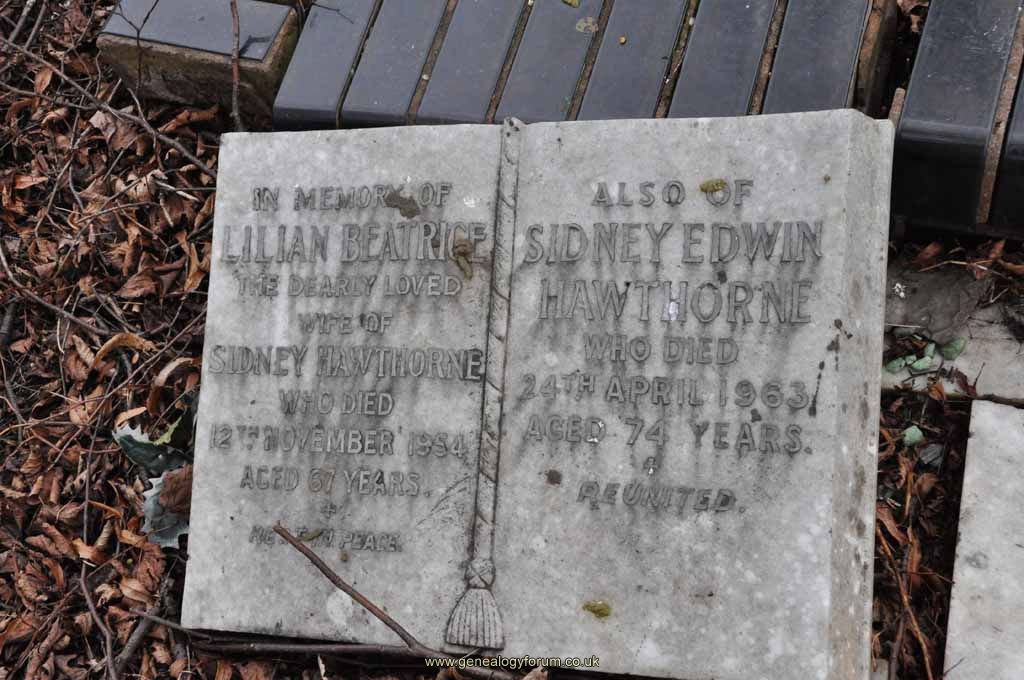 IN MEMORY OF
LILIAN BEATRICE
THE DEARLY LOVED
WIFE OF
SIDNEY HAWTHORNE
WHO DIED
12TH NOVEMBER 1954
AGED 67 YEARS.
PEACE.
ALSO OF
SIDNEY EDWIN
HAWTHORNE
WHO DIED
24TH APRIL 1963
AGED 74 YEARS.
REUNITED.
www.genealogyforum.co.uk